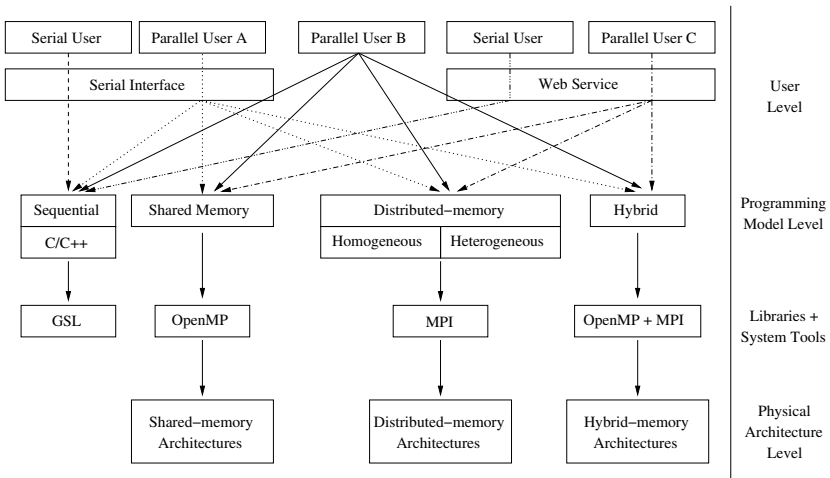 Serial User
Parallel User A
Parallel User B
Serial User
Parallel User C
Serial Interface
Web Service
User
Level
Sequential
C/C++
Shared Memory
Distributed−memory
Homogeneous
Heterogeneous
Hybrid
Programming
Model Level
GSL
OpenMP
MPI
OpenMP + MPI
Libraries +
System Tools
Shared−memory
Architectures
Distributed−memory
Architectures
Hybrid−memory
Architectures
Physical
Architecture
Level